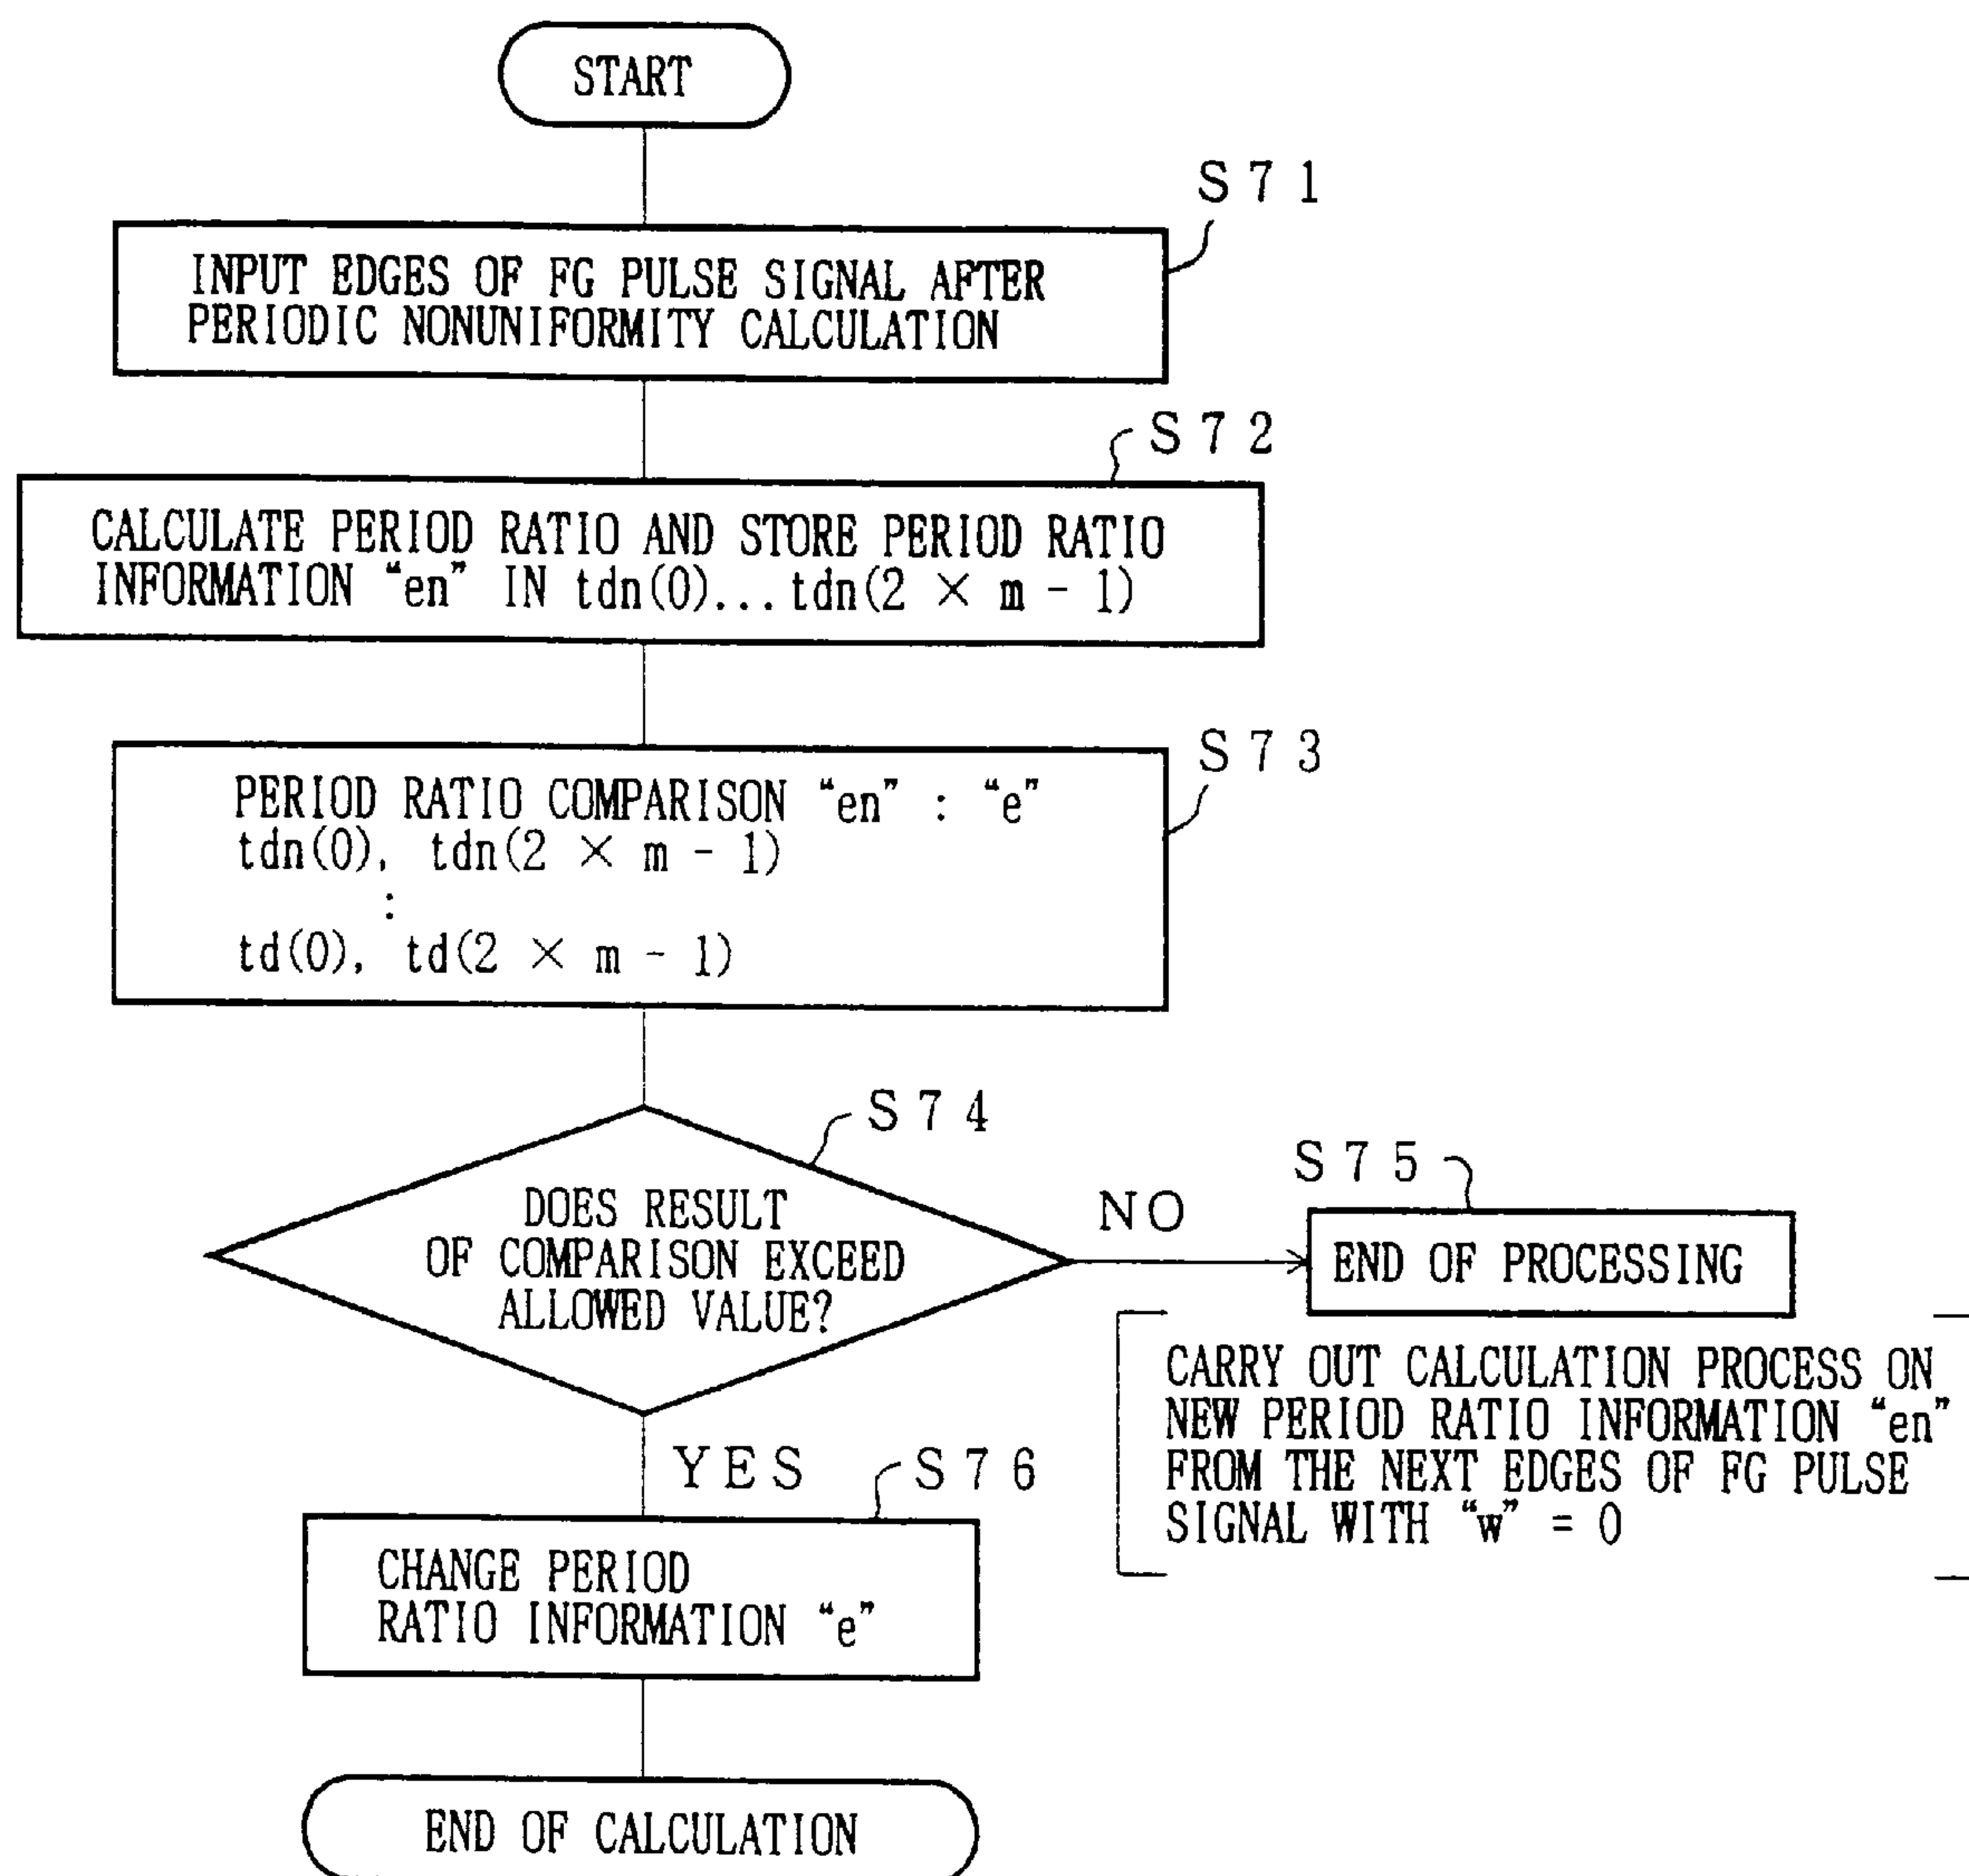 START
S71
INPUT EDGES OF FG PULSE SIGNAL AFTER
PERIODIC NONUNIFORMITY CALCULATION
S72
CALCULATE PERIOD RATIO AND STORE PERIOD RATIO
INFORMATION “en” IN tdn(0)...tdn(2 × m - 1)
S73
PERIOD RATIO COMPARISON “en” : “e”
tdn(0), tdn(2 × m - 1)
:
td(0), td(2 × m - 1)
S74
DOES RESULT
OF COMPARISON EXCEED
ALLOWED VALUE?
NO
S75
END OF PROCESSING
CARRY OUT CALCULATION PROCESS ON
NEW PERIOD RATIO INFORMATION “en”
FROM THE NEXT EDGES OF FG PULSE
SIGNAL WITH “w” = 0
YES
S76
CHANGE PERIOD
RATIO INFORMATION “e”
END OF CALCULATION